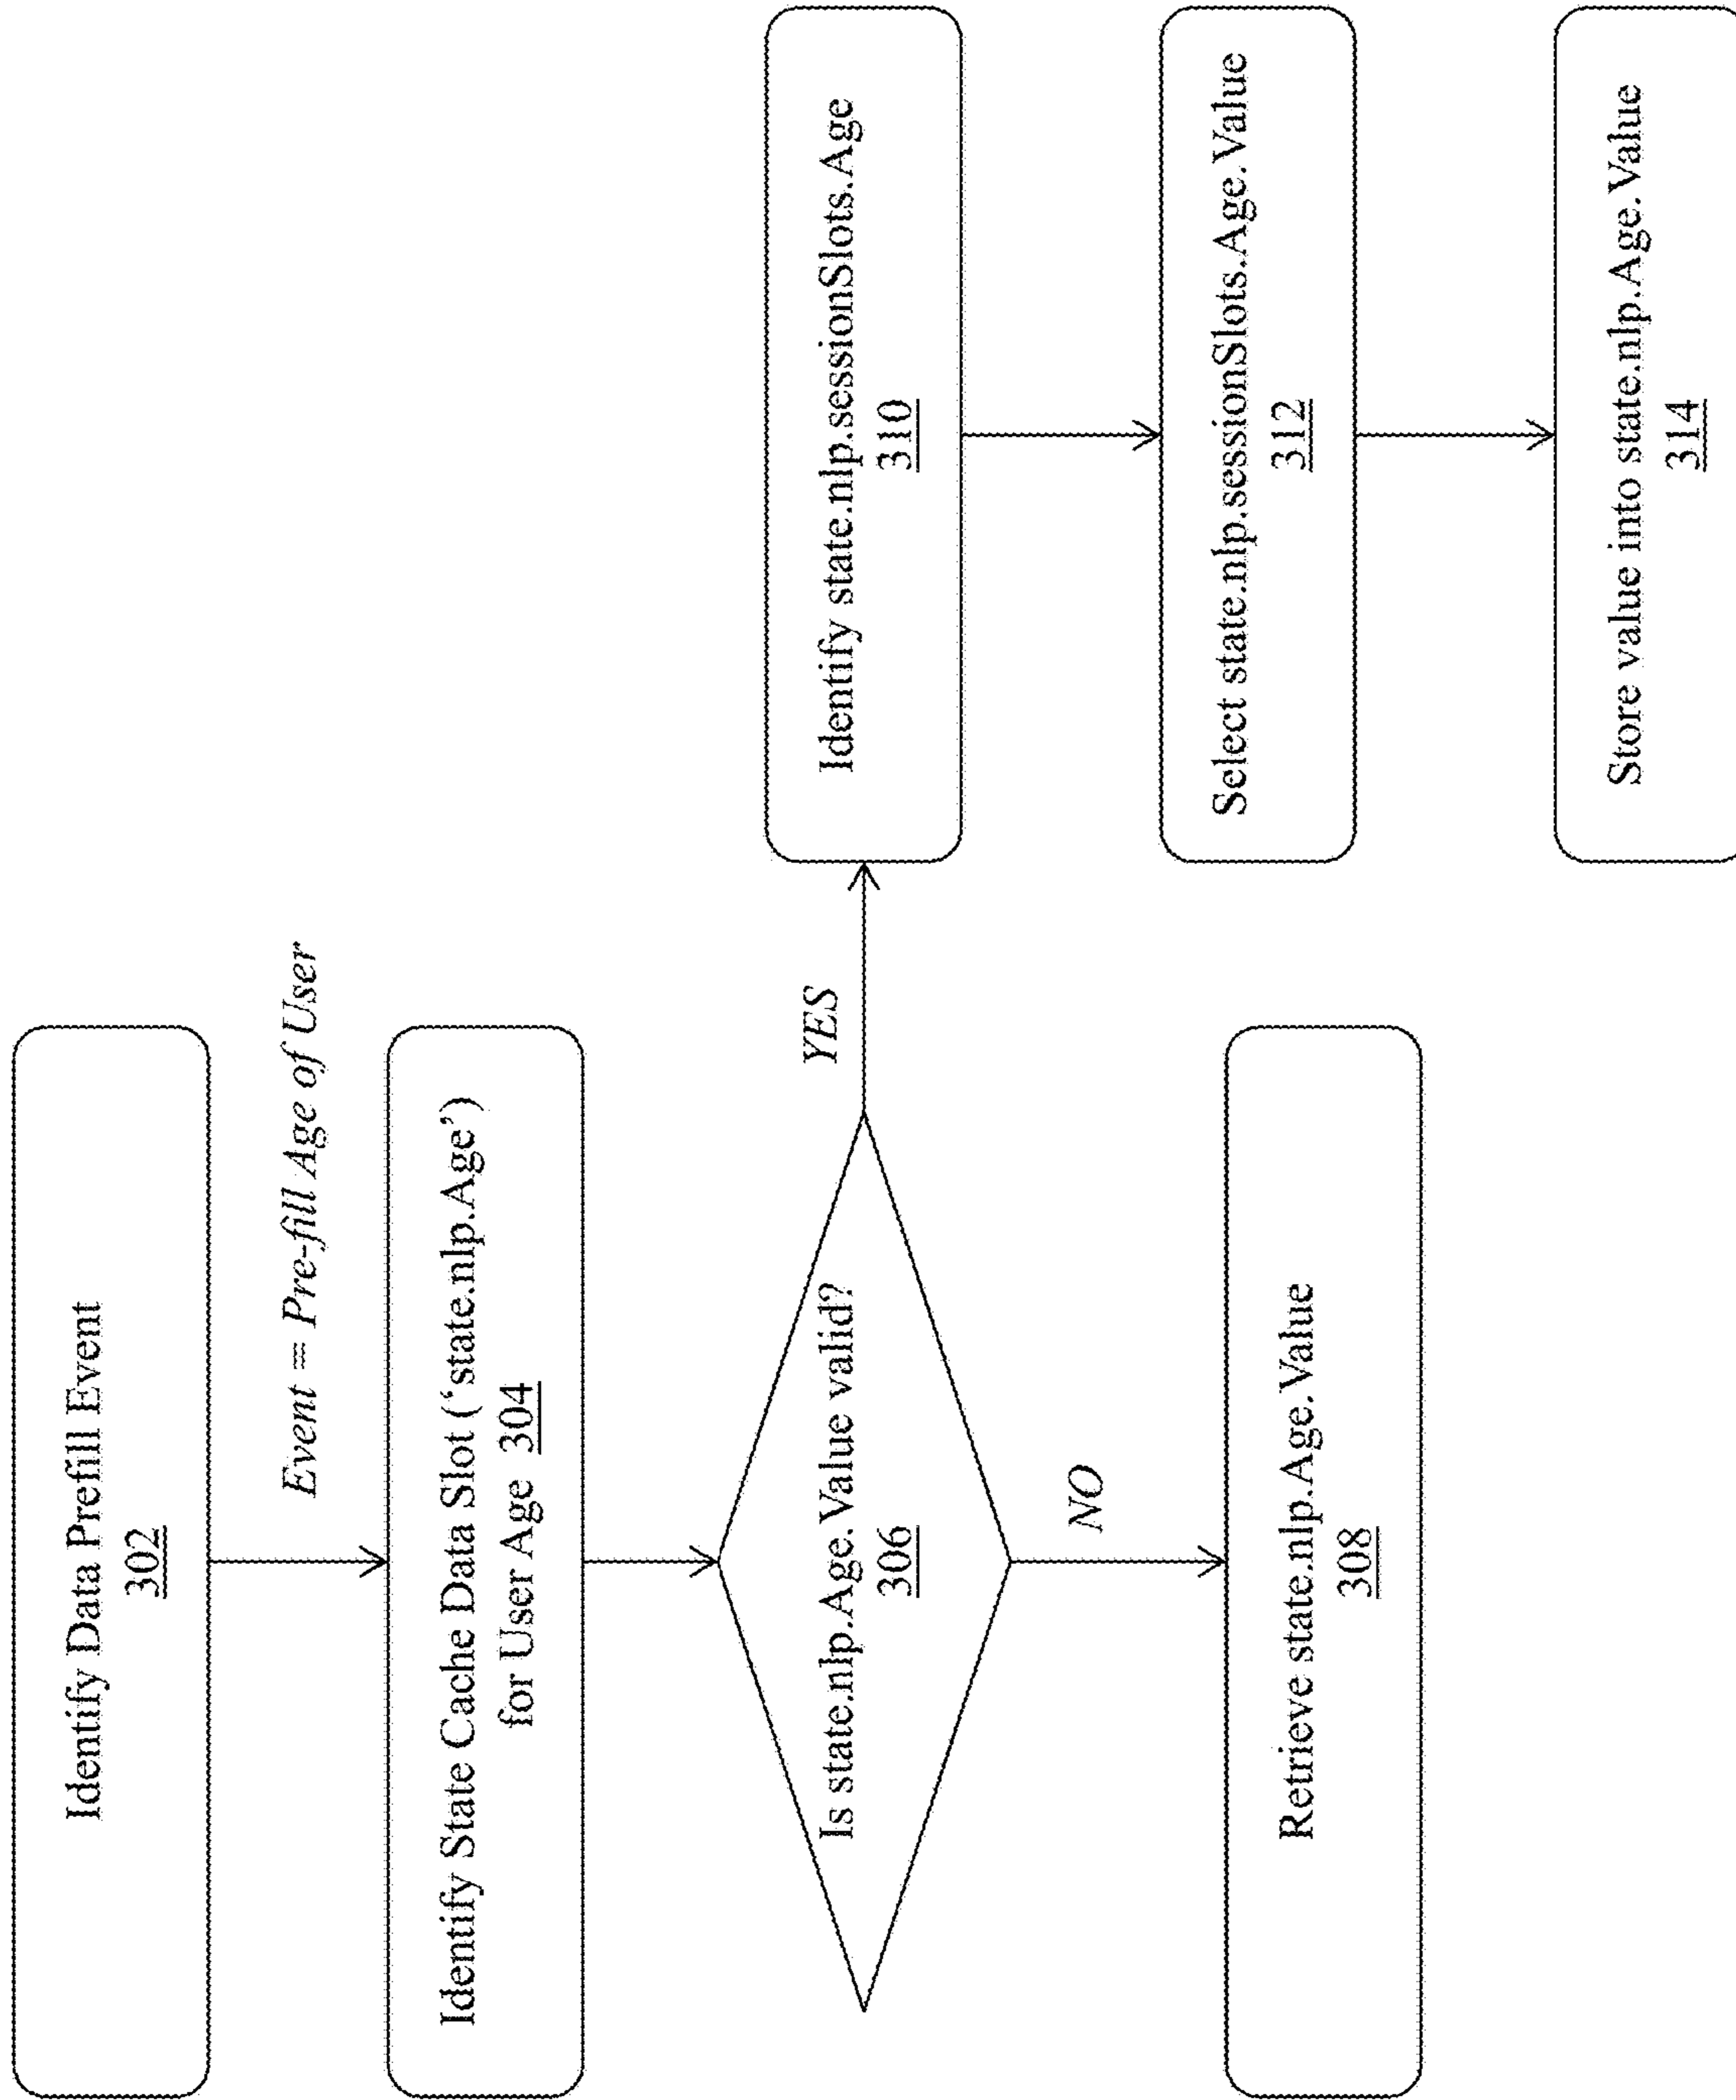 Identify Data Prefill Event
302
Event = Pre-fill Age of User
Identify State Cache Data Slot (‘state.nlp.Age’)
for User Age 304
Is state.nlp.Age.Value valid?
306
YES
NO
Retrieve state.nlp.Age.Value
308
Identify state.nlp.sessionSlots.Age
310
Select state.nlp.sessionSlots.Age.Value
312
Store value into state.nlp.Age.Value
314